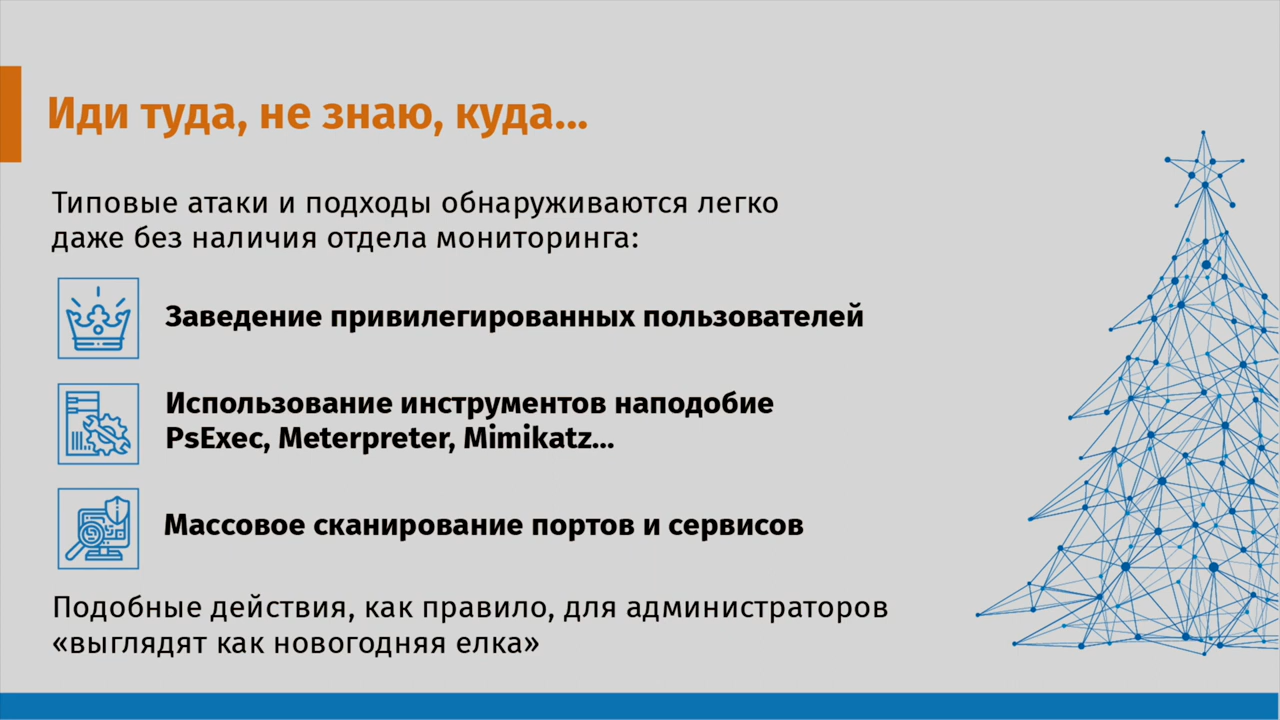 Иди туда, не знаю, куда...
Типовые атаки и подходы обнаруживаются легко
даже без наличия отдела мониторинга:
Заведение привилегированных пользователей
Использование инструментов наподобие
PsExec, Meterpreter, Mimikatz...
Массовое сканирование портов и сервисов
Подобные действия, как правило, для администраторов
«выглядят как новогодняя елка»